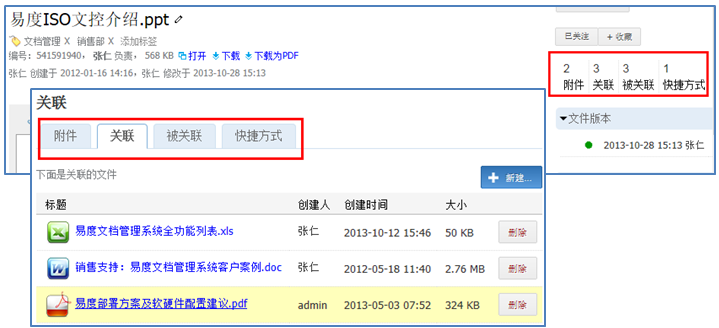 易度ISO文控介绍.ppt
文档管理 X 销售部 X 添加标签
编号：541591940，张仁 负责，568 KB 打开 下载 下载为PDF
张仁 创建于 2012-01-16 14:16，张仁 修改于 2013-10-28 15:13
已关注 + 收藏
2 3 3 1
附件 关联 被关联 快捷方式
文件版本
2013-10-28 15:13 张仁
关联
附件 关联 被关联 快捷方式
下面是关联的文件
新建...
标题 创建人 创建时间 大小
易度文档管理系统全功能列表.xls 张仁 2013-10-12 15:46 50 KB 删除
销售支持：易度文档管理系统客户案例.doc 张仁 2012-05-18 11:40 2.76 MB 删除
易度部署方案及软硬件配置建议.pdf admin 2013-05-03 07:52 324 KB 删除